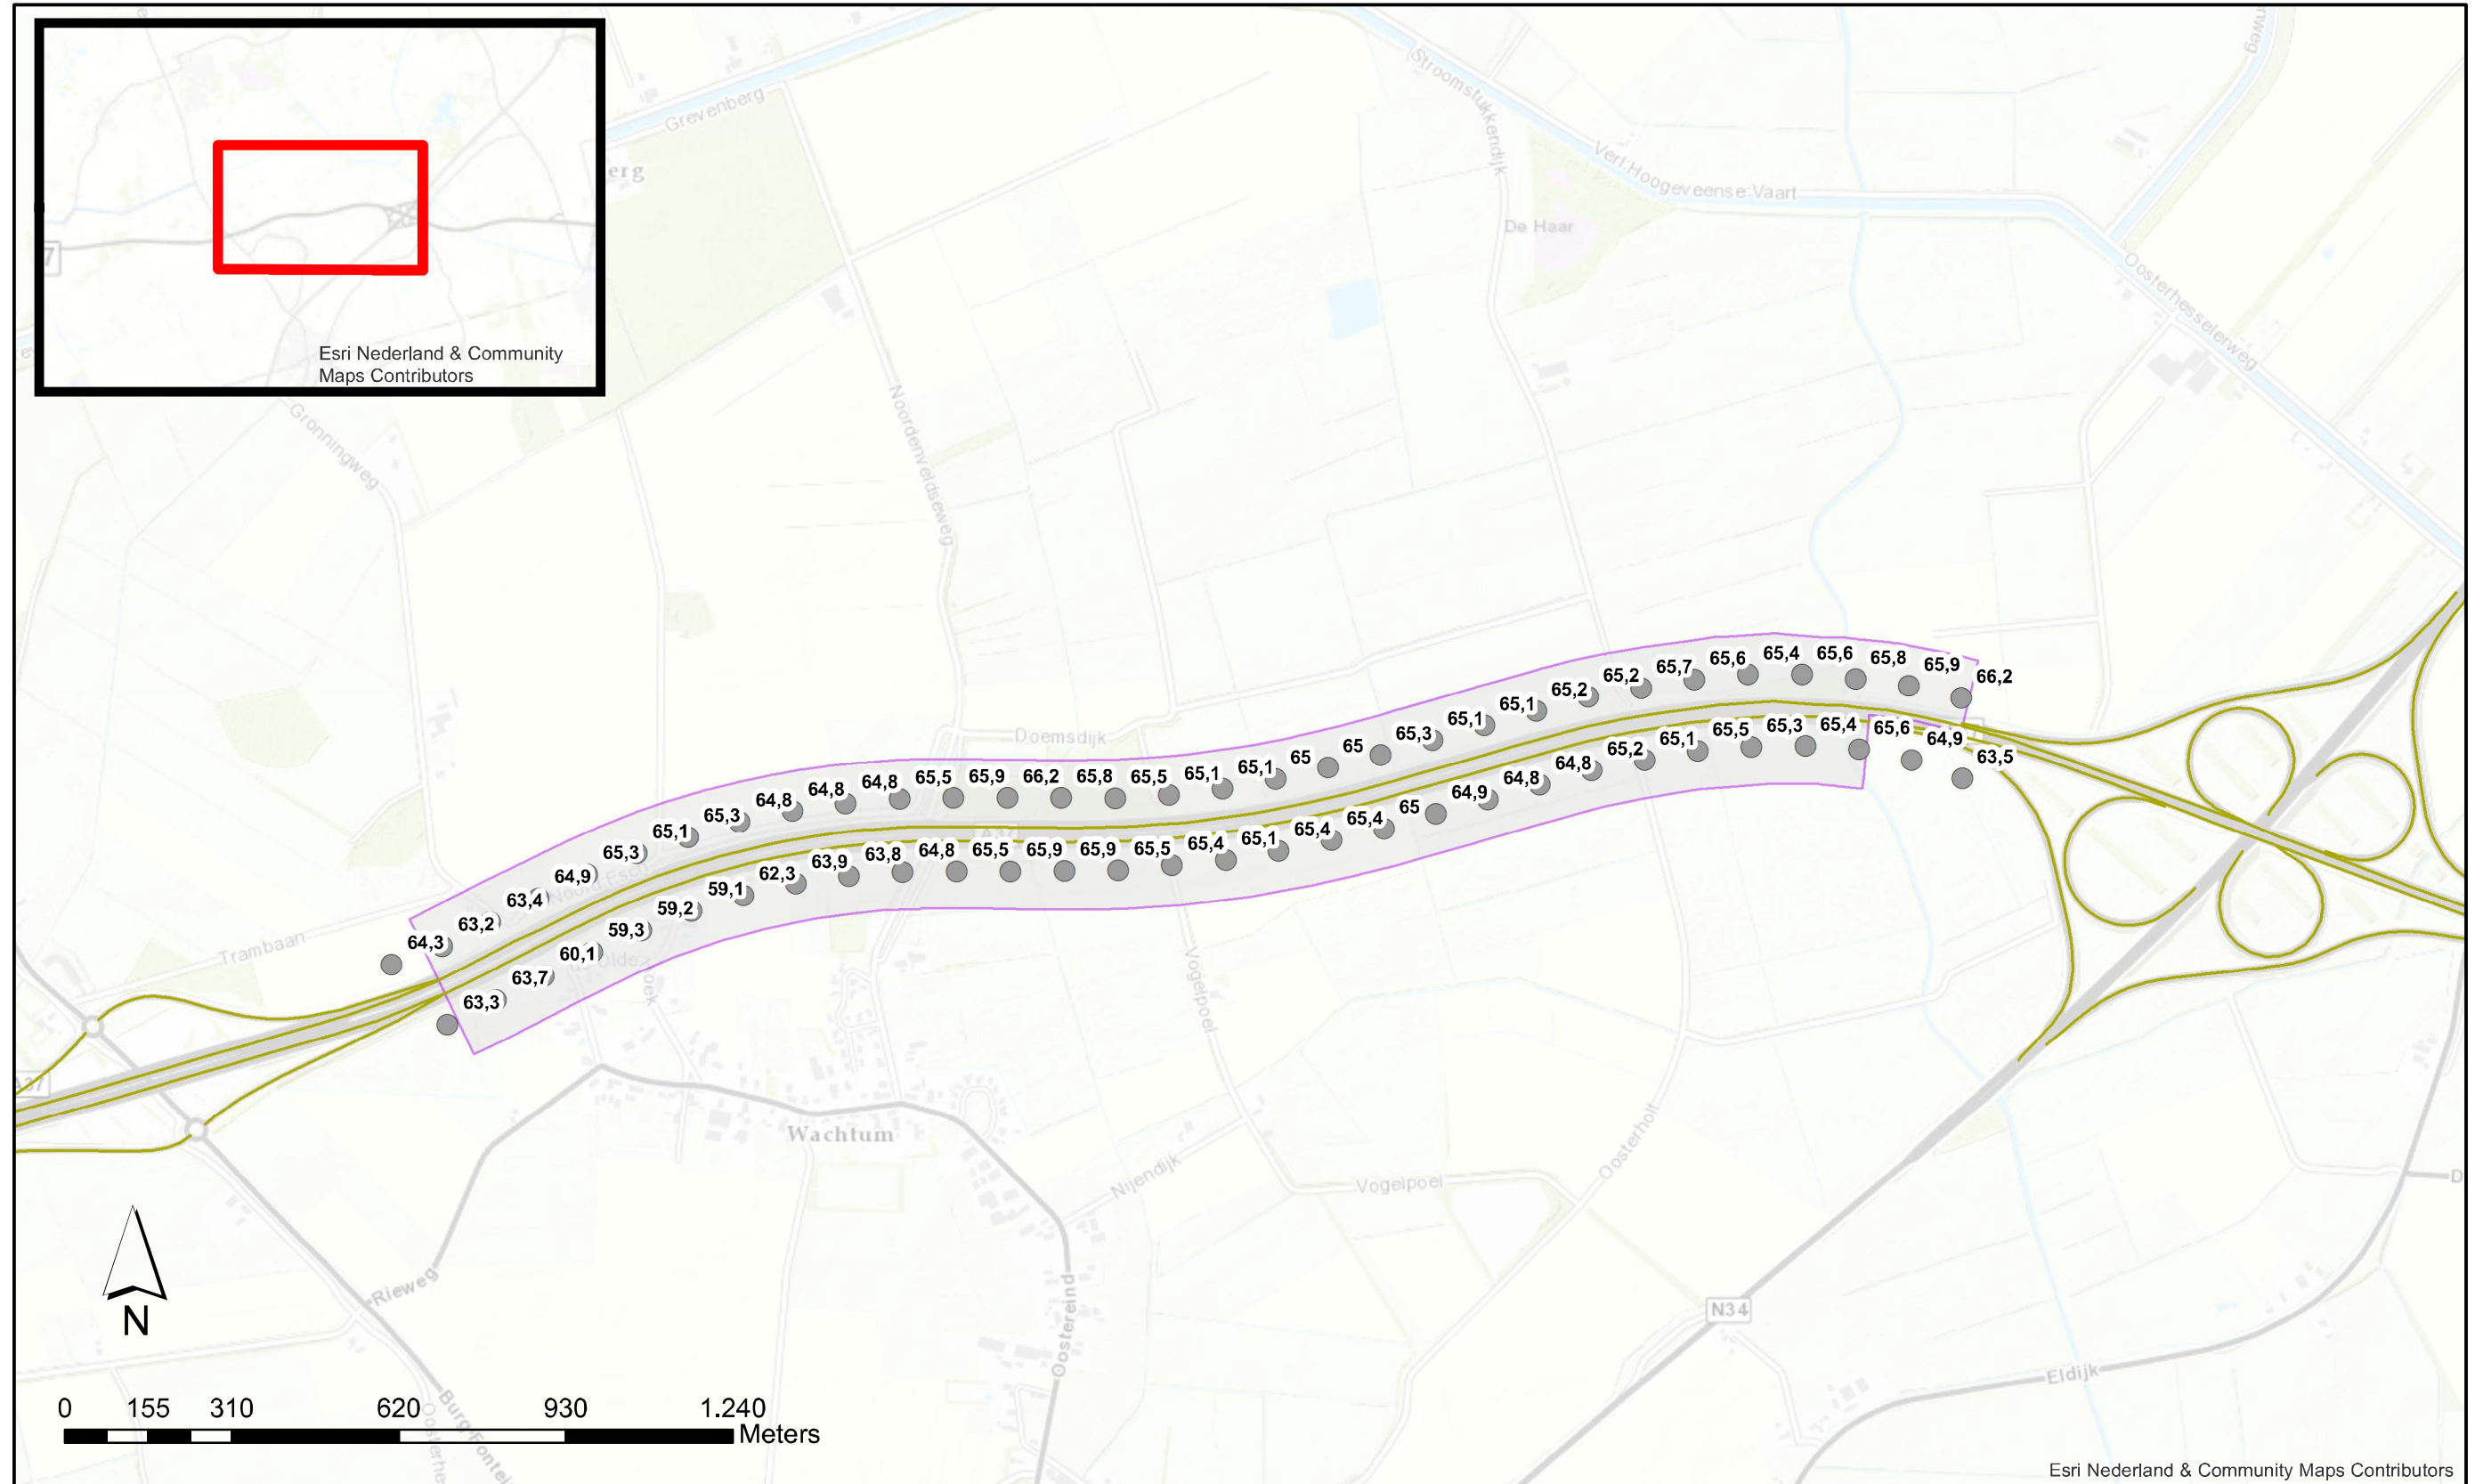 Esri Nederland & Community
Maps Contributors
7
Grevenberg
erg
Stroomstukkendijk
Verl.Hoogeveense Vaart
De Haar
Oosterhesselerweg
Gronningweg
Noordenveldseweg
66,2
65,9
65,8
65,6
65,4
65,6
65,7
65,2
65,2
65,1
65,1
65,3
65
65
65,1
65,1
65,5
65,8
66,2
65,9
65,5
64,8
64,8
64,8
65,3
65,1
65,3
64,9
63,4
63,2
64,3
Doemsdijk
63,5
64,9
65,6
65,4
65,3
65,5
65,1
65,2
64,8
64,8
64,9
65
65,4
65,4
65,1
65,4
65,5
65,9
65,9
65,5
64,8
63,8
63,9
62,3
59,1
59,2
59,3
60,1
63,7
63,3
A37
Noord Esch
Trambaan
Vogelpoel
A37
Wachtum
Nijendijk
Vogelpoel
Oosterholt
Rieweg
Oostereind
N34
Eldijk
N
0 155 310 620 930 1.240
Meters
Esri Nederland & Community Maps Contributors